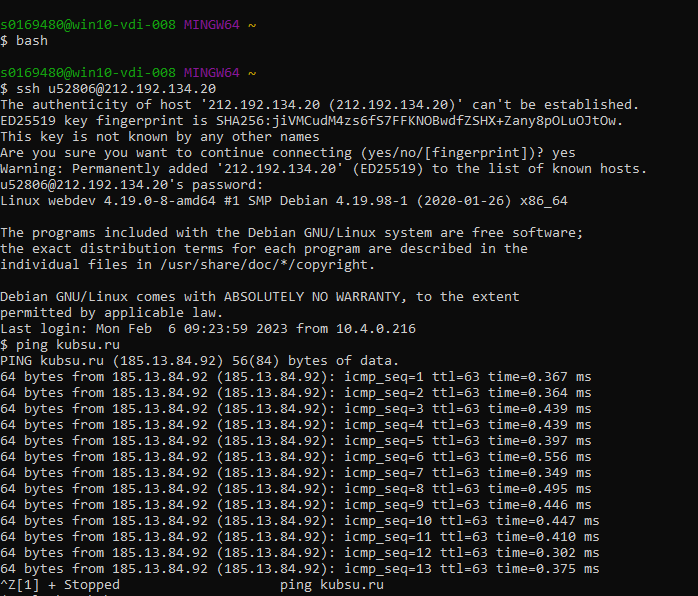 s0169480@win10-vdi-008 MINGW64 ~
$ bash
s0169480@win10-vdi-008 MINGW64 ~
$ ssh u52806@212.192.134.20
The authenticity of host '212.192.134.20 (212.192.134.20)' can't be established.
ED25519 key fingerprint is SHA256:jiVMCudM4zs6fS7FFKNOBwdfZSHX+Zany8pOLuOJtOw.
This key is not known by any other names
Are you sure you want to continue connecting (yes/no/[fingerprint])? yes
Warning: Permanently added '212.192.134.20' (ED25519) to the list of known hosts.
u52806@212.192.134.20's password:
Linux webdev 4.19.0-8-amd64 #1 SMP Debian 4.19.98-1 (2020-01-26) x86_64
The programs included with the Debian GNU/Linux system are free software;
the exact distribution terms for each program are described in the
individual files in /usr/share/doc/*/copyright.
Debian GNU/Linux comes with ABSOLUTELY NO WARRANTY, to the extent
permitted by applicable law.
Last login: Mon Feb  6 09:23:59 2023 from 10.4.0.216
$ ping kubsu.ru
PING kubsu.ru (185.13.84.92) 56(84) bytes of data.
64 bytes from 185.13.84.92 (185.13.84.92): icmp_seq=1 ttl=63 time=0.367 ms
64 bytes from 185.13.84.92 (185.13.84.92): icmp_seq=2 ttl=63 time=0.364 ms
64 bytes from 185.13.84.92 (185.13.84.92): icmp_seq=3 ttl=63 time=0.439 ms
64 bytes from 185.13.84.92 (185.13.84.92): icmp_seq=4 ttl=63 time=0.439 ms
64 bytes from 185.13.84.92 (185.13.84.92): icmp_seq=5 ttl=63 time=0.397 ms
64 bytes from 185.13.84.92 (185.13.84.92): icmp_seq=6 ttl=63 time=0.556 ms
64 bytes from 185.13.84.92 (185.13.84.92): icmp_seq=7 ttl=63 time=0.349 ms
64 bytes from 185.13.84.92 (185.13.84.92): icmp_seq=8 ttl=63 time=0.495 ms
64 bytes from 185.13.84.92 (185.13.84.92): icmp_seq=9 ttl=63 time=0.446 ms
64 bytes from 185.13.84.92 (185.13.84.92): icmp_seq=10 ttl=63 time=0.447 ms
64 bytes from 185.13.84.92 (185.13.84.92): icmp_seq=11 ttl=63 time=0.410 ms
64 bytes from 185.13.84.92 (185.13.84.92): icmp_seq=12 ttl=63 time=0.302 ms
64 bytes from 185.13.84.92 (185.13.84.92): icmp_seq=13 ttl=63 time=0.375 ms
^Z[1] + Stopped                    ping kubsu.ru